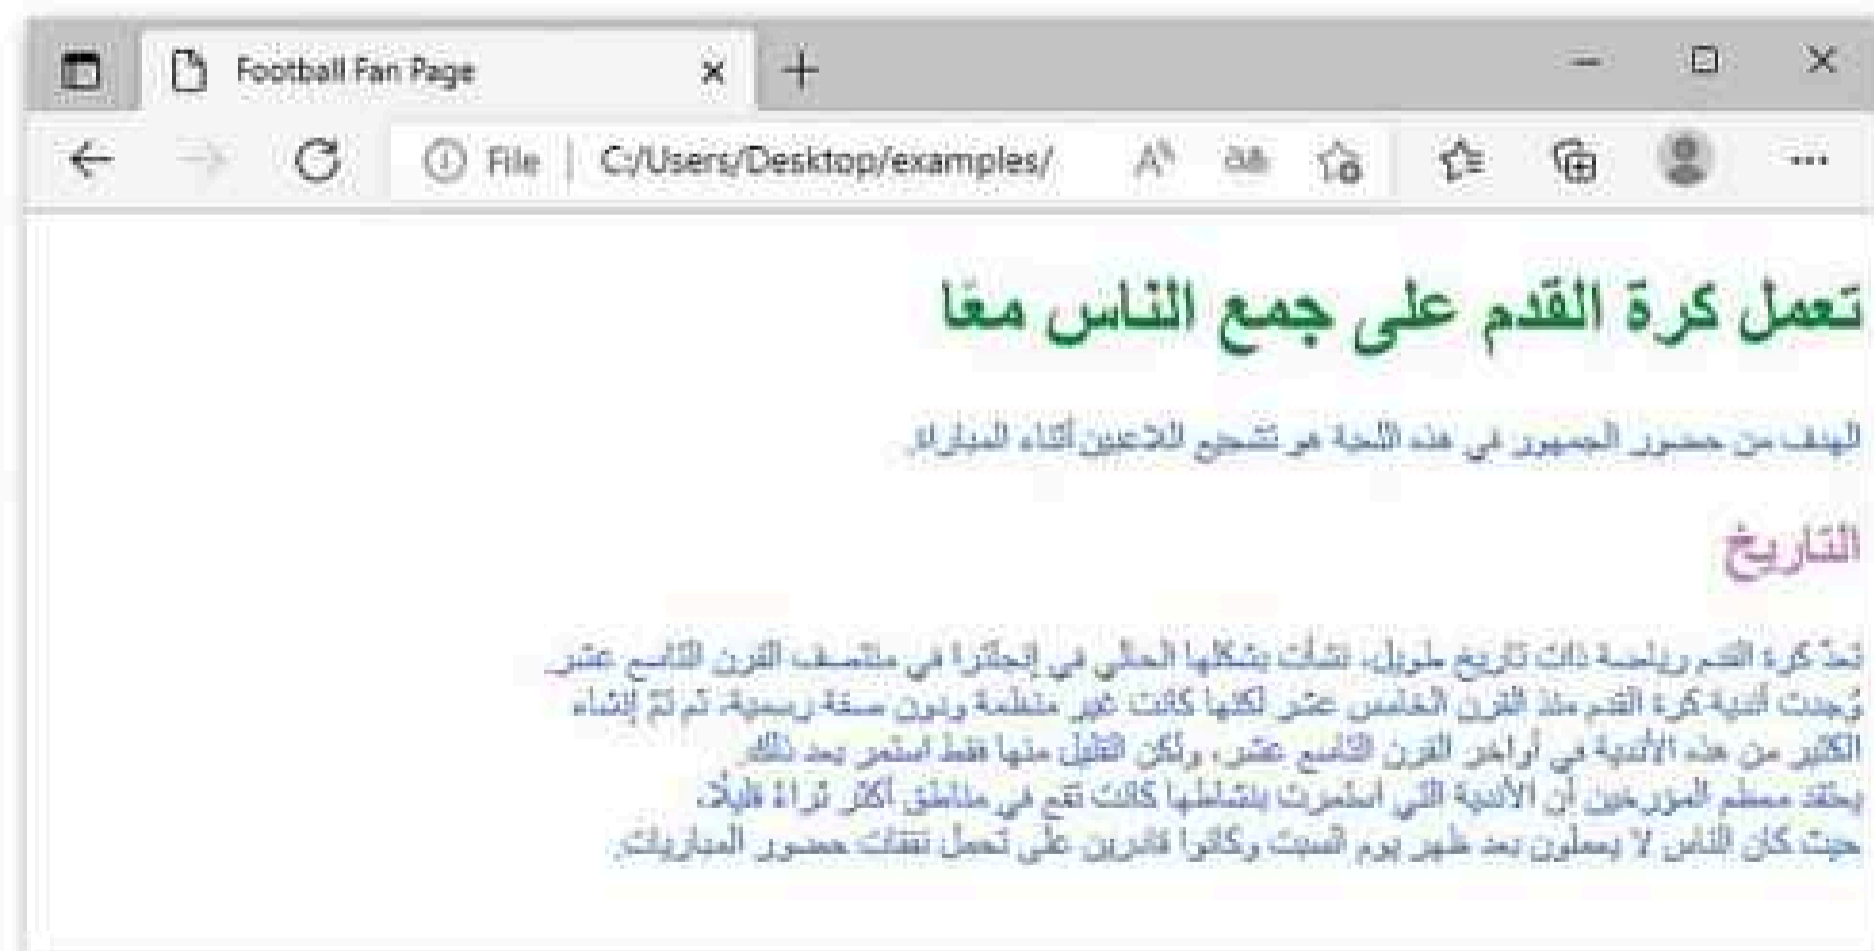 Football Fan Page
File C:/Users/Desktop/examples/
تعمل كرة القدم على جمع الناس معًا
الهدف من حضور الجمهور في هذه اللعبة هو تشجيع اللاعبين أثناء المباراة.
التاريخ
تعدّ كرة القدم رياضة ذات تاريخ طويل، نشأت بشكلها الحالي في إنجلترا في منتصف القرن التاسع عشر.
وُجدت أندية كرة القدم منذ القرن الخامس عشر لكنها كانت غير منظمة وبدون صفة رسمية، ثم تمّ إنشاء
الكثير من هذه الأندية في أواخر القرن التاسع عشر، ولكن القليل منها فقط استمر بعد ذلك.
يعتقد معظم المؤرخين أن الأندية التي استمرت بنشاطها كانت تقع في مناطق أكثر ثراءً قليلًا،
حيث كان الناس لا يعملون بعد ظهر يوم السبت وكانوا قادرين على تحمل نفقات حضور المباريات.